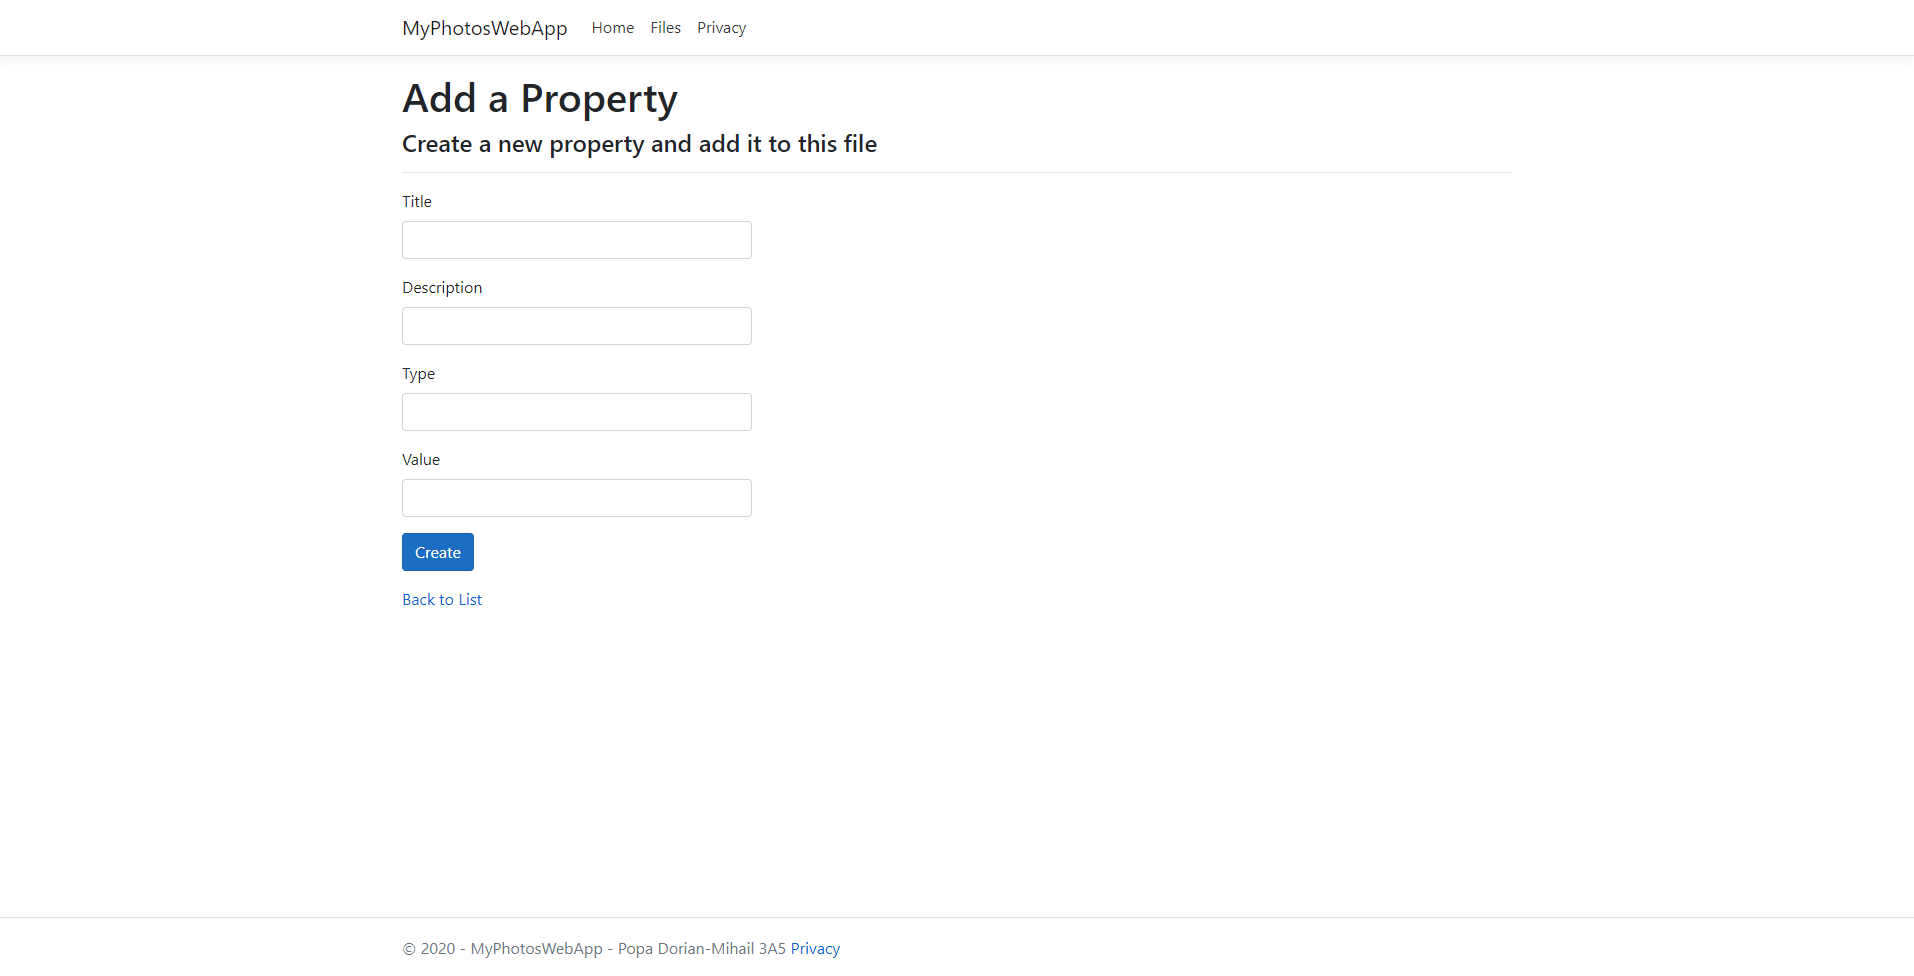 MyPhotosWebApp Home Files Privacy
Add a Property
Create a new property and add it to this file
Title
Description
Type
Value
Create
Back to List
© 2020 - MyPhotosWebApp - Popa Dorian-Mihail 3A5 Privacy